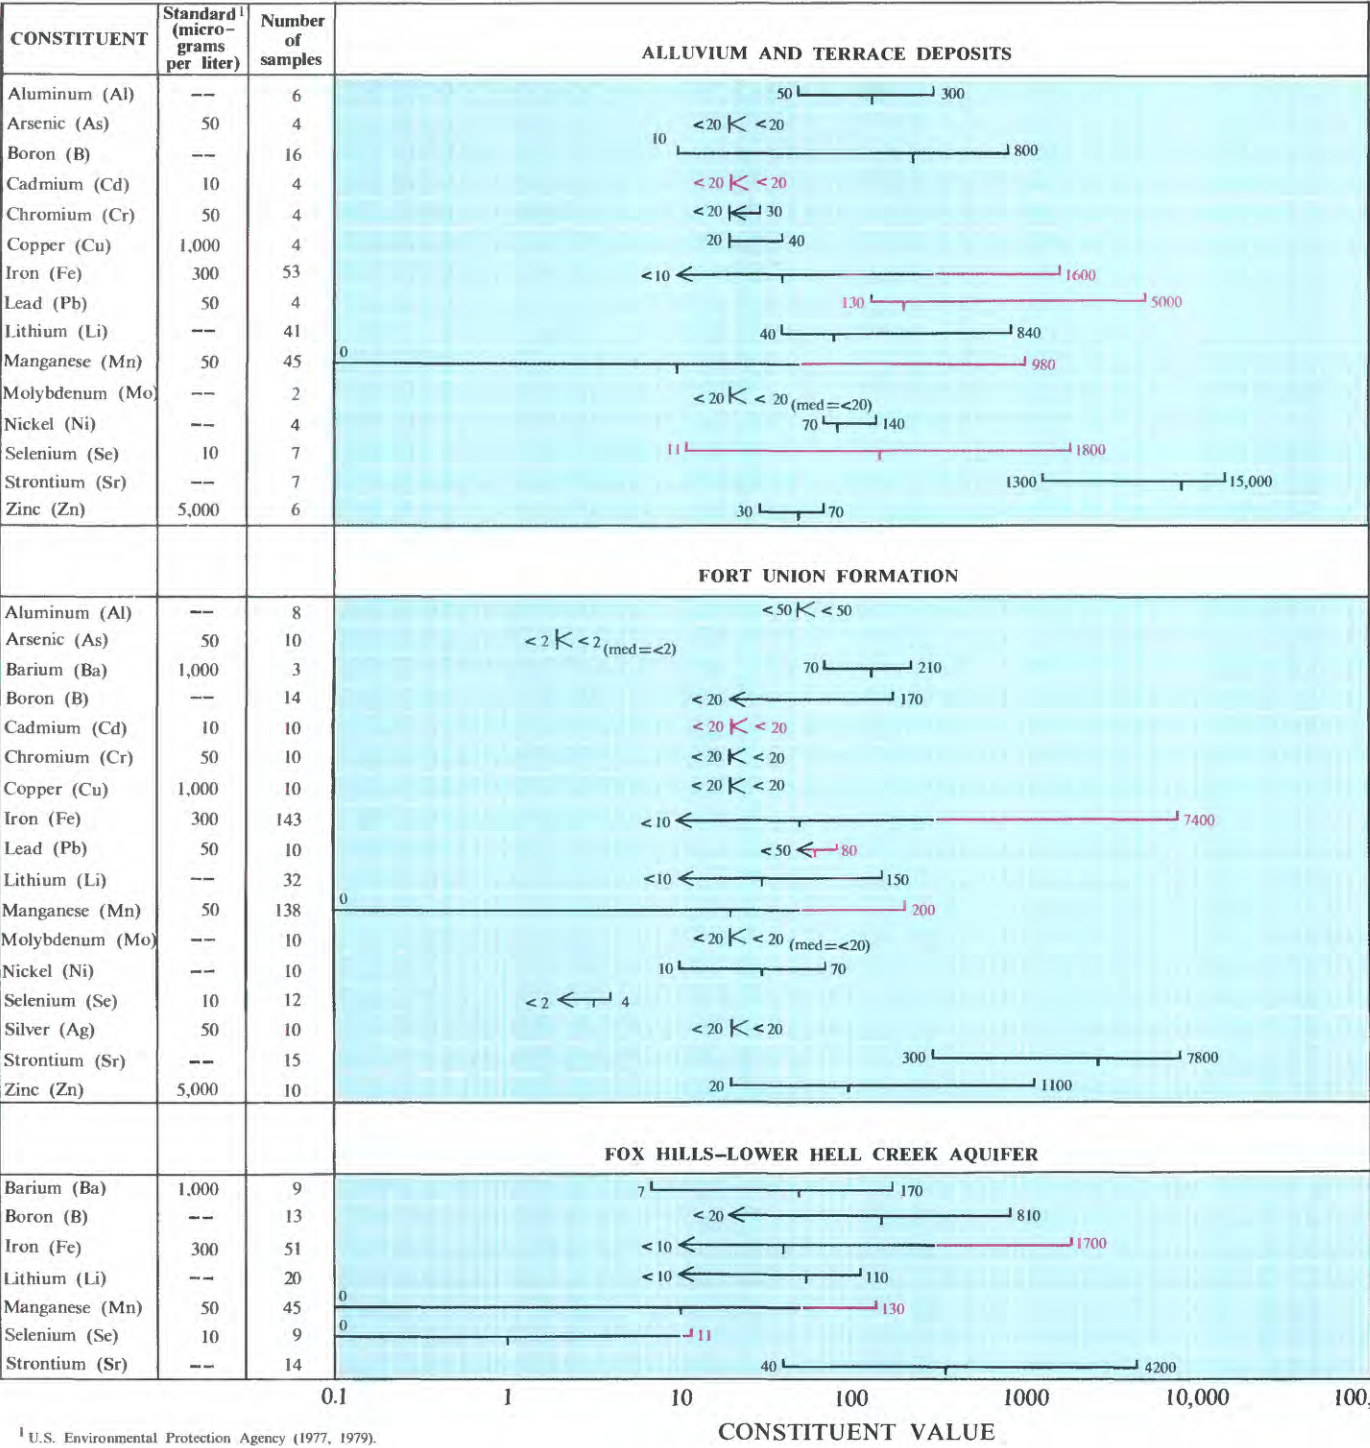 CONSTITUENT Standard¹ (micro-grams per liter) Number of samples ALLUVIUM AND TERRACE DEPOSITS
Aluminum (Al) -- 6 50 300
Arsenic (As) 50 4 <20 <20
Boron (B) -- 16 10 800
Cadmium (Cd) 10 4 <20 <20
Chromium (Cr) 50 4 <20 30
Copper (Cu) 1,000 4 20 40
Iron (Fe) 300 53 <10 1600
Lead (Pb) 50 4 130 5000
Lithium (Li) -- 41 40 840
Manganese (Mn) 50 45 0 980
Molybdenum (Mo) -- 2 <20 <20 (med=<20)
Nickel (Ni) -- 4 70 140
Selenium (Se) 10 7 11 1800
Strontium (Sr) -- 7 1300 15,000
Zinc (Zn) 5,000 6 30 70
FORT UNION FORMATION
Aluminum (Al) -- 8 <50 <50
Arsenic (As) 50 10 <2 <2 (med=<2)
Barium (Ba) 1,000 3 70 210
Boron (B) -- 14 <20 170
Cadmium (Cd) 10 10 <20 <20
Chromium (Cr) 50 10 <20 <20
Copper (Cu) 1,000 10 <20 <20
Iron (Fe) 300 143 <10 7400
Lead (Pb) 50 10 <50 80
Lithium (Li) -- 32 <10 150
Manganese (Mn) 50 138 0 200
Molybdenum (Mo) -- 10 <20 <20 (med=<20)
Nickel (Ni) -- 10 10 70
Selenium (Se) 10 12 <2 4
Silver (Ag) 50 10 <20 <20
Strontium (Sr) -- 15 300 7800
Zinc (Zn) 5,000 10 20 1100
FOX HILLS–LOWER HELL CREEK AQUIFER
Barium (Ba) 1,000 9 7 170
Boron (B) -- 13 <20 810
Iron (Fe) 300 51 <10 1700
Lithium (Li) -- 20 <10 110
Manganese (Mn) 50 45 0 130
Selenium (Se) 10 9 0 11
Strontium (Sr) -- 14 40 4200
0.1 1 10 100 1000 10,000 100,
CONSTITUENT VALUE
¹ U.S. Environmental Protection Agency (1977, 1979).